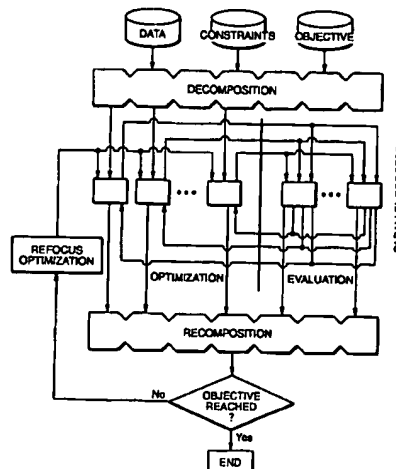 DATA
CONSTRAINTS
OBJECTIVE
DECOMPOSITION
REFOCUS
OPTIMIZATION
OPTIMIZATION
EVALUATION
RECOMPOSITION
No
OBJECTIVE
REACHED
?
Yes
END